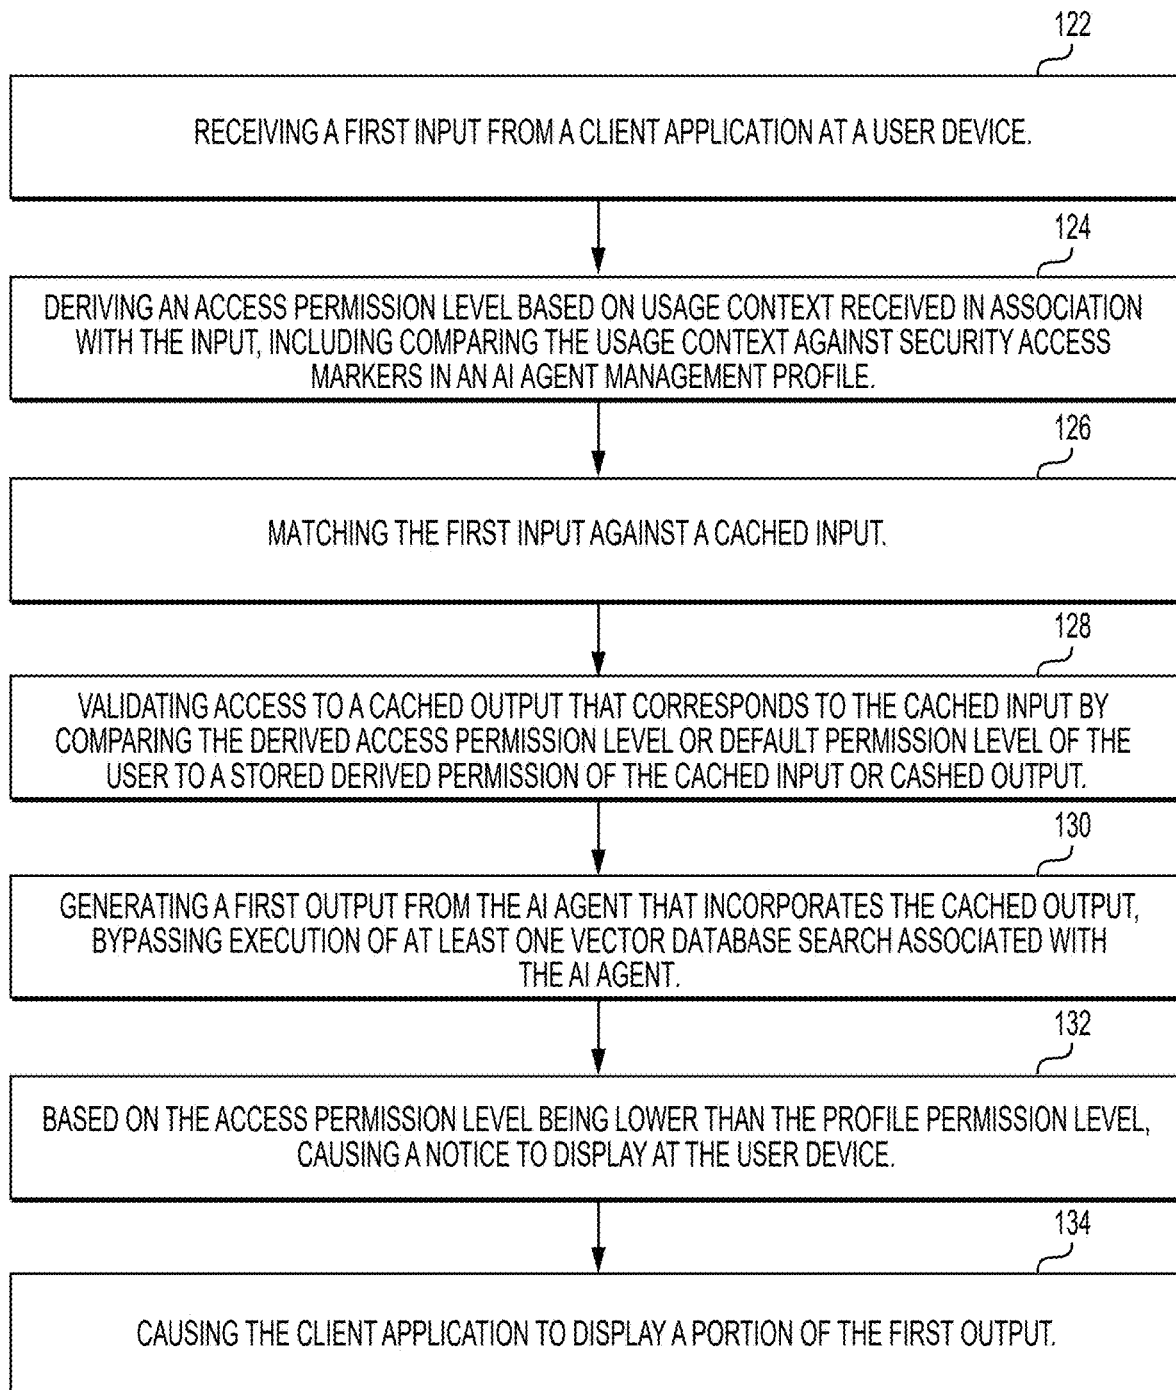 122
RECEIVING A FIRST INPUT FROM A CLIENT APPLICATION AT A USER DEVICE.
124
DERIVING AN ACCESS PERMISSION LEVEL BASED ON USAGE CONTEXT RECEIVED IN ASSOCIATION
WITH THE INPUT, INCLUDING COMPARING THE USAGE CONTEXT AGAINST SECURITY ACCESS
MARKERS IN AN AI AGENT MANAGEMENT PROFILE.
126
MATCHING THE FIRST INPUT AGAINST A CACHED INPUT.
128
VALIDATING ACCESS TO A CACHED OUTPUT THAT CORRESPONDS TO THE CACHED INPUT BY
COMPARING THE DERIVED ACCESS PERMISSION LEVEL OR DEFAULT PERMISSION LEVEL OF THE
USER TO A STORED DERIVED PERMISSION OF THE CACHED INPUT OR CASHED OUTPUT.
130
GENERATING A FIRST OUTPUT FROM THE AI AGENT THAT INCORPORATES THE CACHED OUTPUT,
BYPASSING EXECUTION OF AT LEAST ONE VECTOR DATABASE SEARCH ASSOCIATED WITH
THE AI AGENT.
132
BASED ON THE ACCESS PERMISSION LEVEL BEING LOWER THAN THE PROFILE PERMISSION LEVEL,
CAUSING A NOTICE TO DISPLAY AT THE USER DEVICE.
134
CAUSING THE CLIENT APPLICATION TO DISPLAY A PORTION OF THE FIRST OUTPUT.